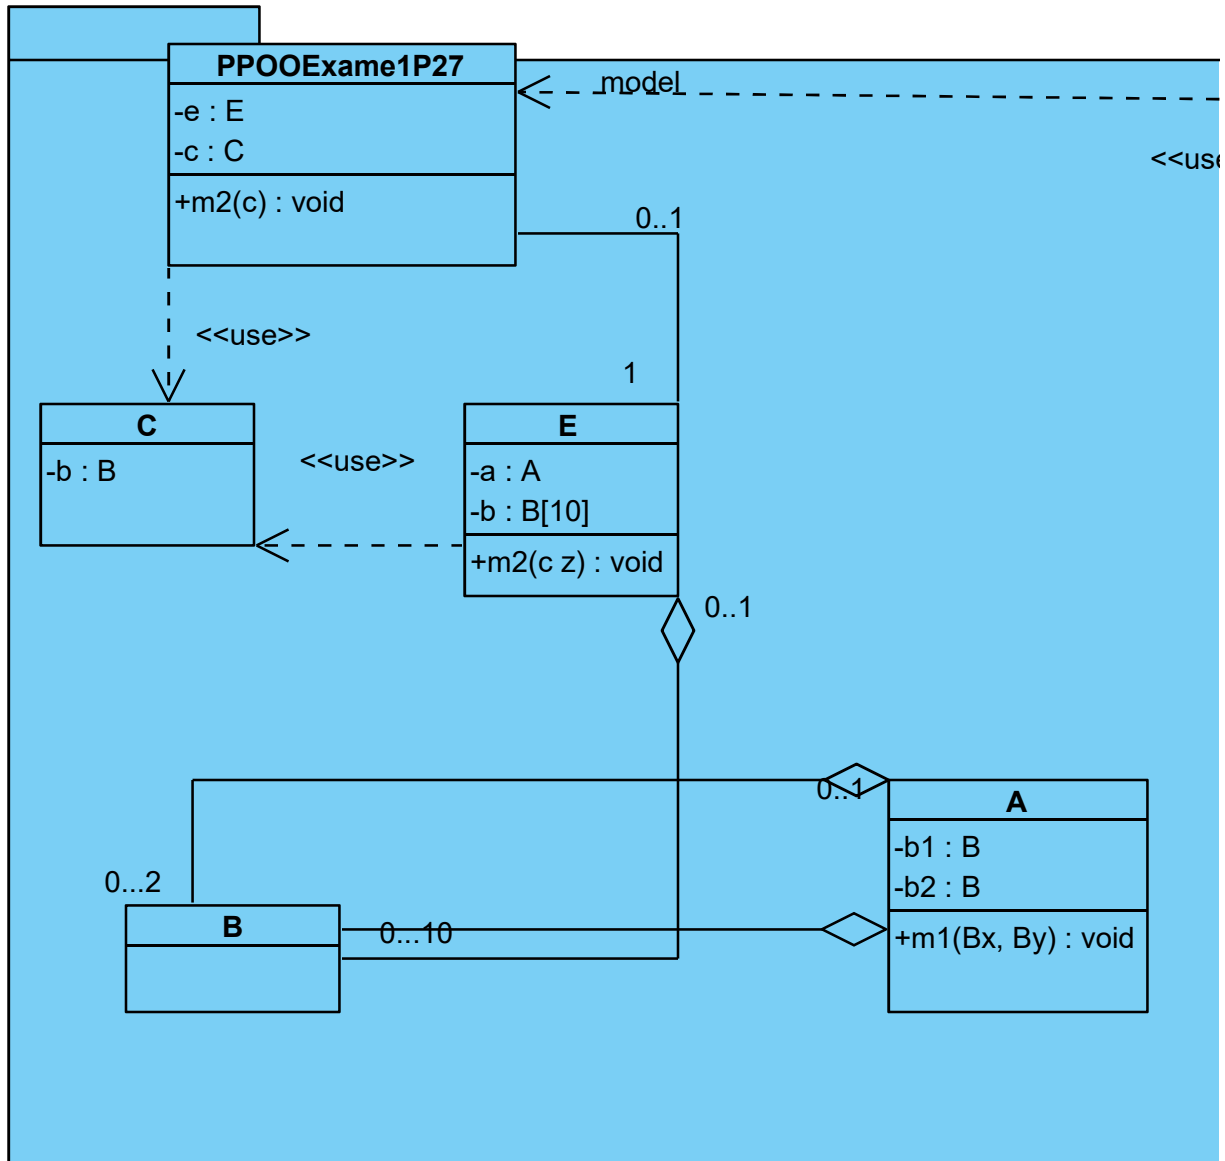 PPOOExame1P27
model
-e : E
-c : C
<<use
+m2(c) : void
0..1
<<use>>
1
C
E
-b : B
<<use>>
-a : A
-b : B[10]
+m2(c z) : void
0..1
0..1
A
-b1 : B
-b2 : B
0...2
B
0...10
+m1(Bx, By) : void